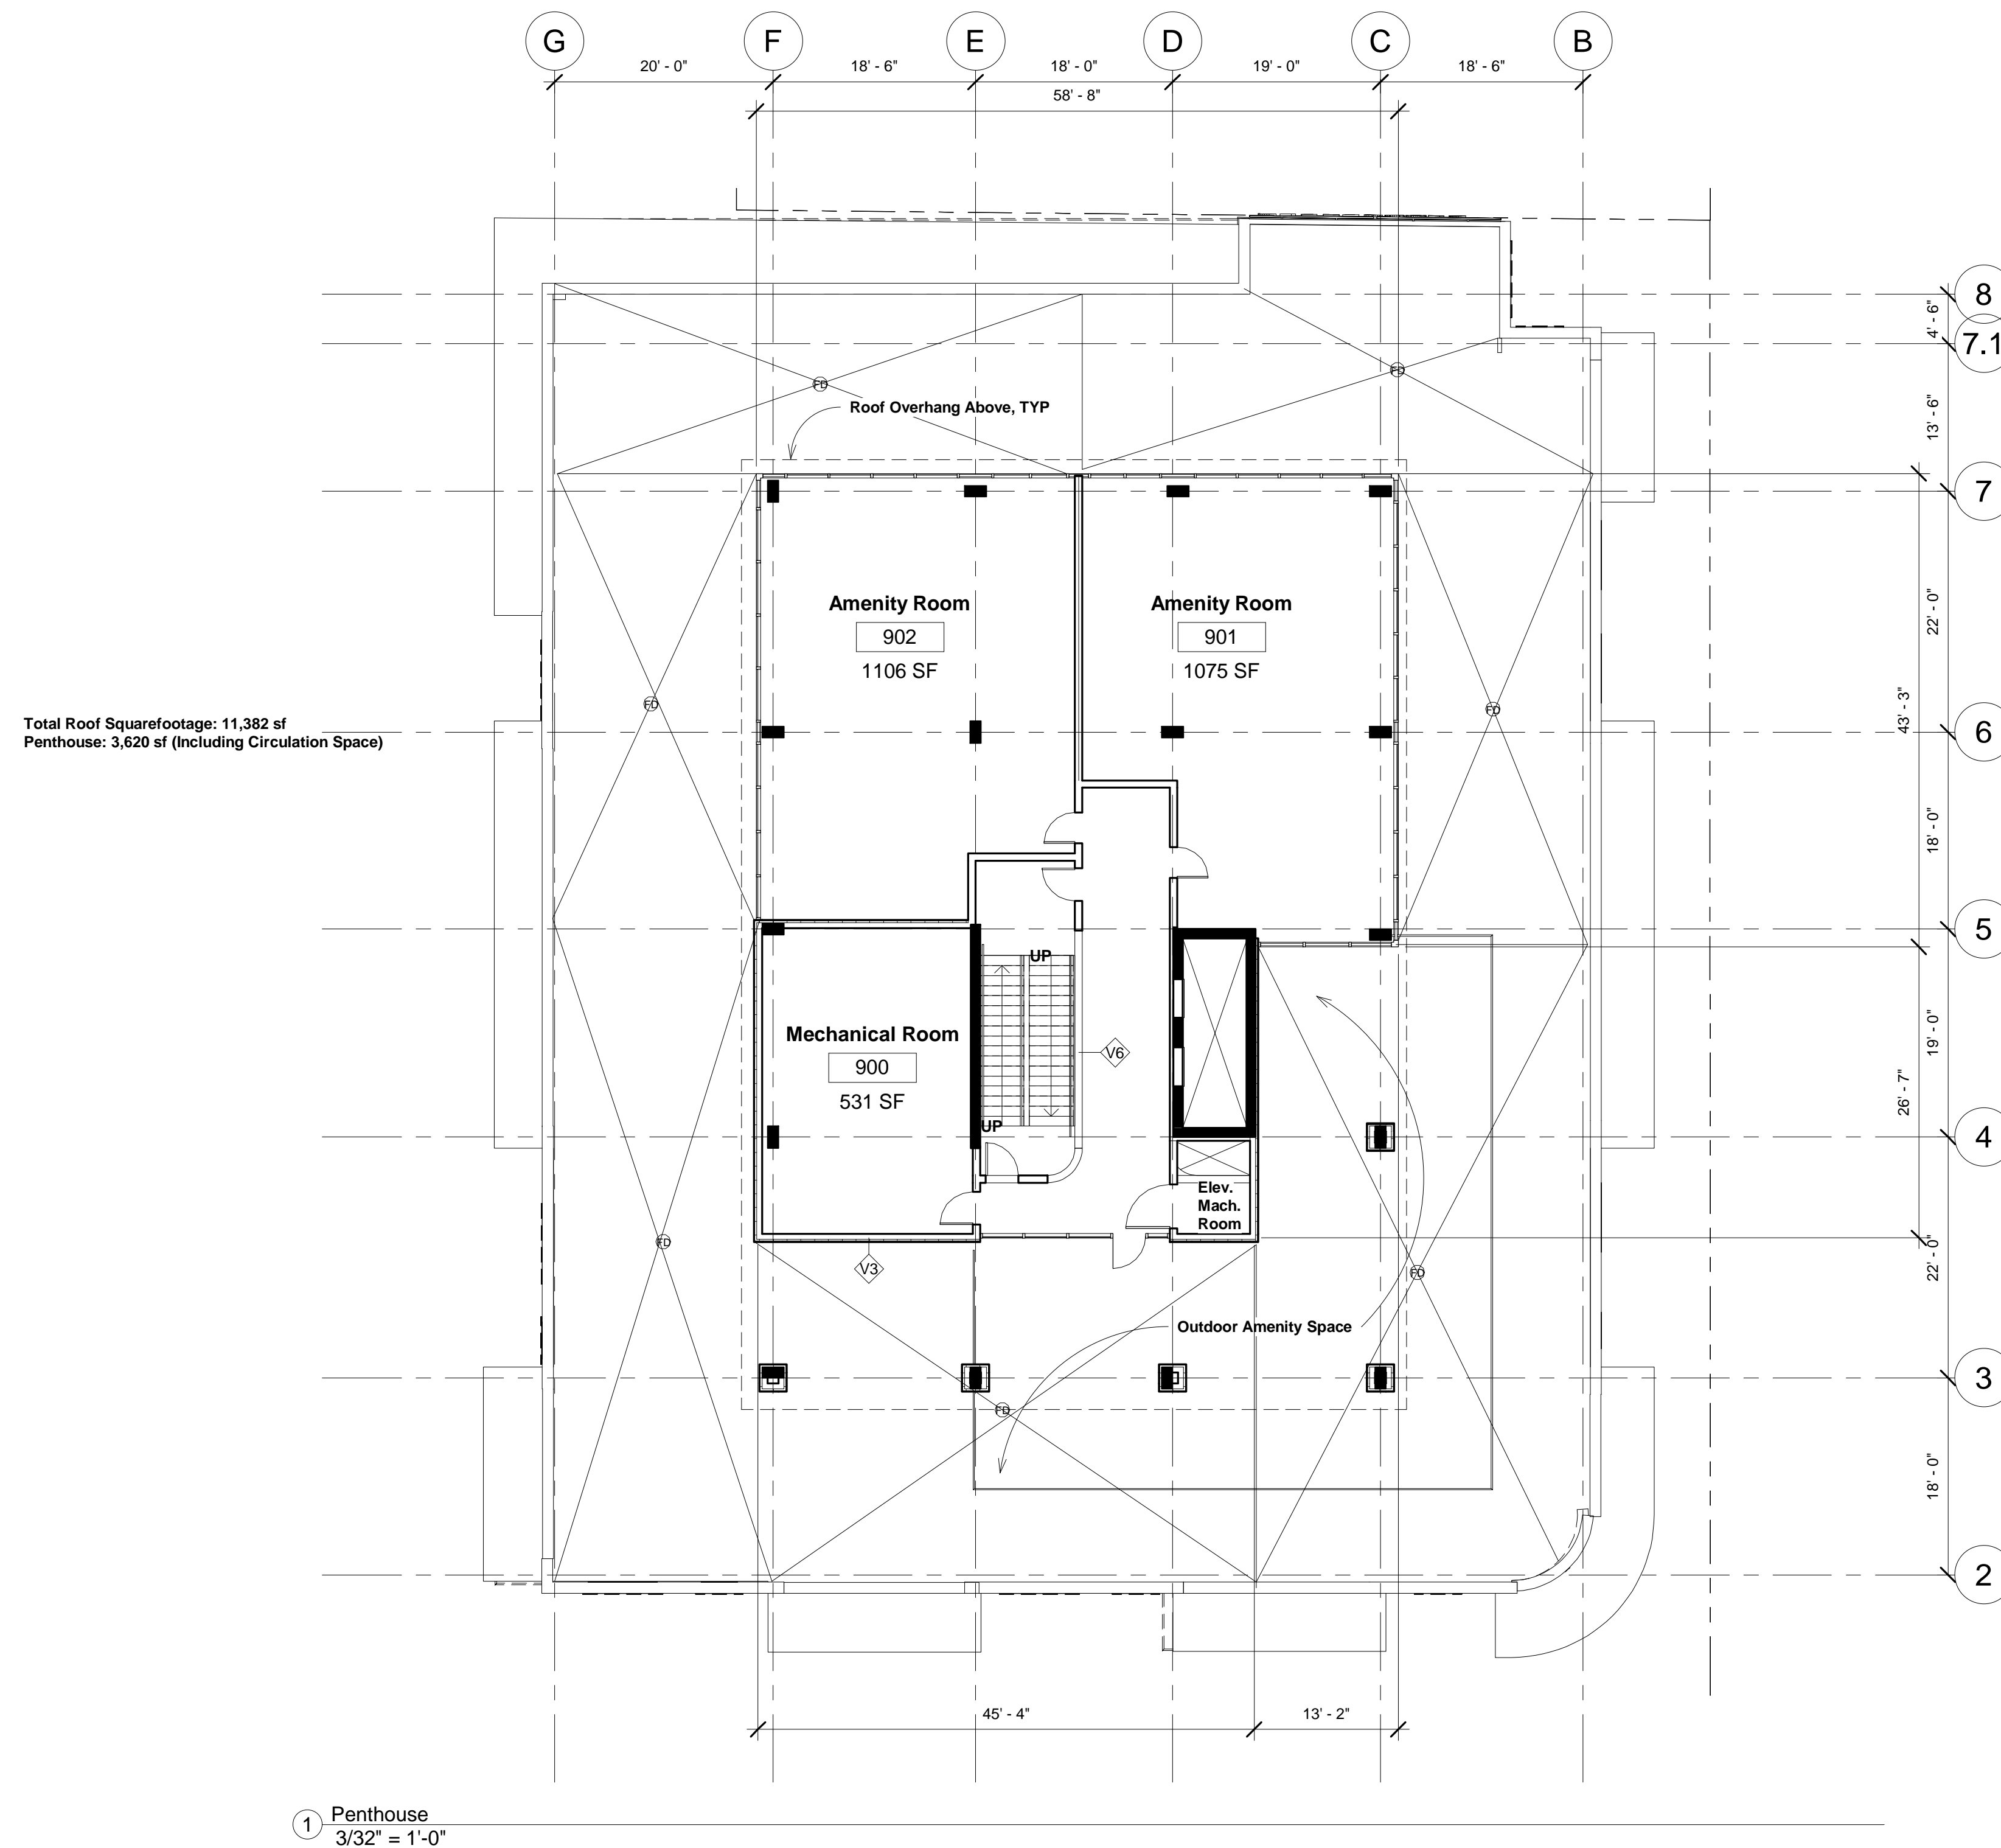 G
F
E
D
C
B
20' - 0"
18' - 6"
18' - 0"
19' - 0"
18' - 6"
58' - 8"
8
4' - 6"
7.1
FD
FD
Roof Overhang Above, TYP
13' - 6"
7
Amenity Room
902
1106 SF
Amenity Room
901
1075 SF
22' - 0"
43' - 3"
FD
FD
Total Roof Squarefootage: 11,382 sf
Penthouse: 3,620 sf (Including Circulation Space)
6
18' - 0"
5
UP
Mechanical Room
900
531 SF
V6
19' - 0"
26' - 7"
UP
4
Elev.
Mach.
Room
FD
V3
FD
22' - 0"
Outdoor Amenity Space
3
FD
18' - 0"
2
45' - 4"
13' - 2"
1
Penthouse
3/32" = 1'-0"